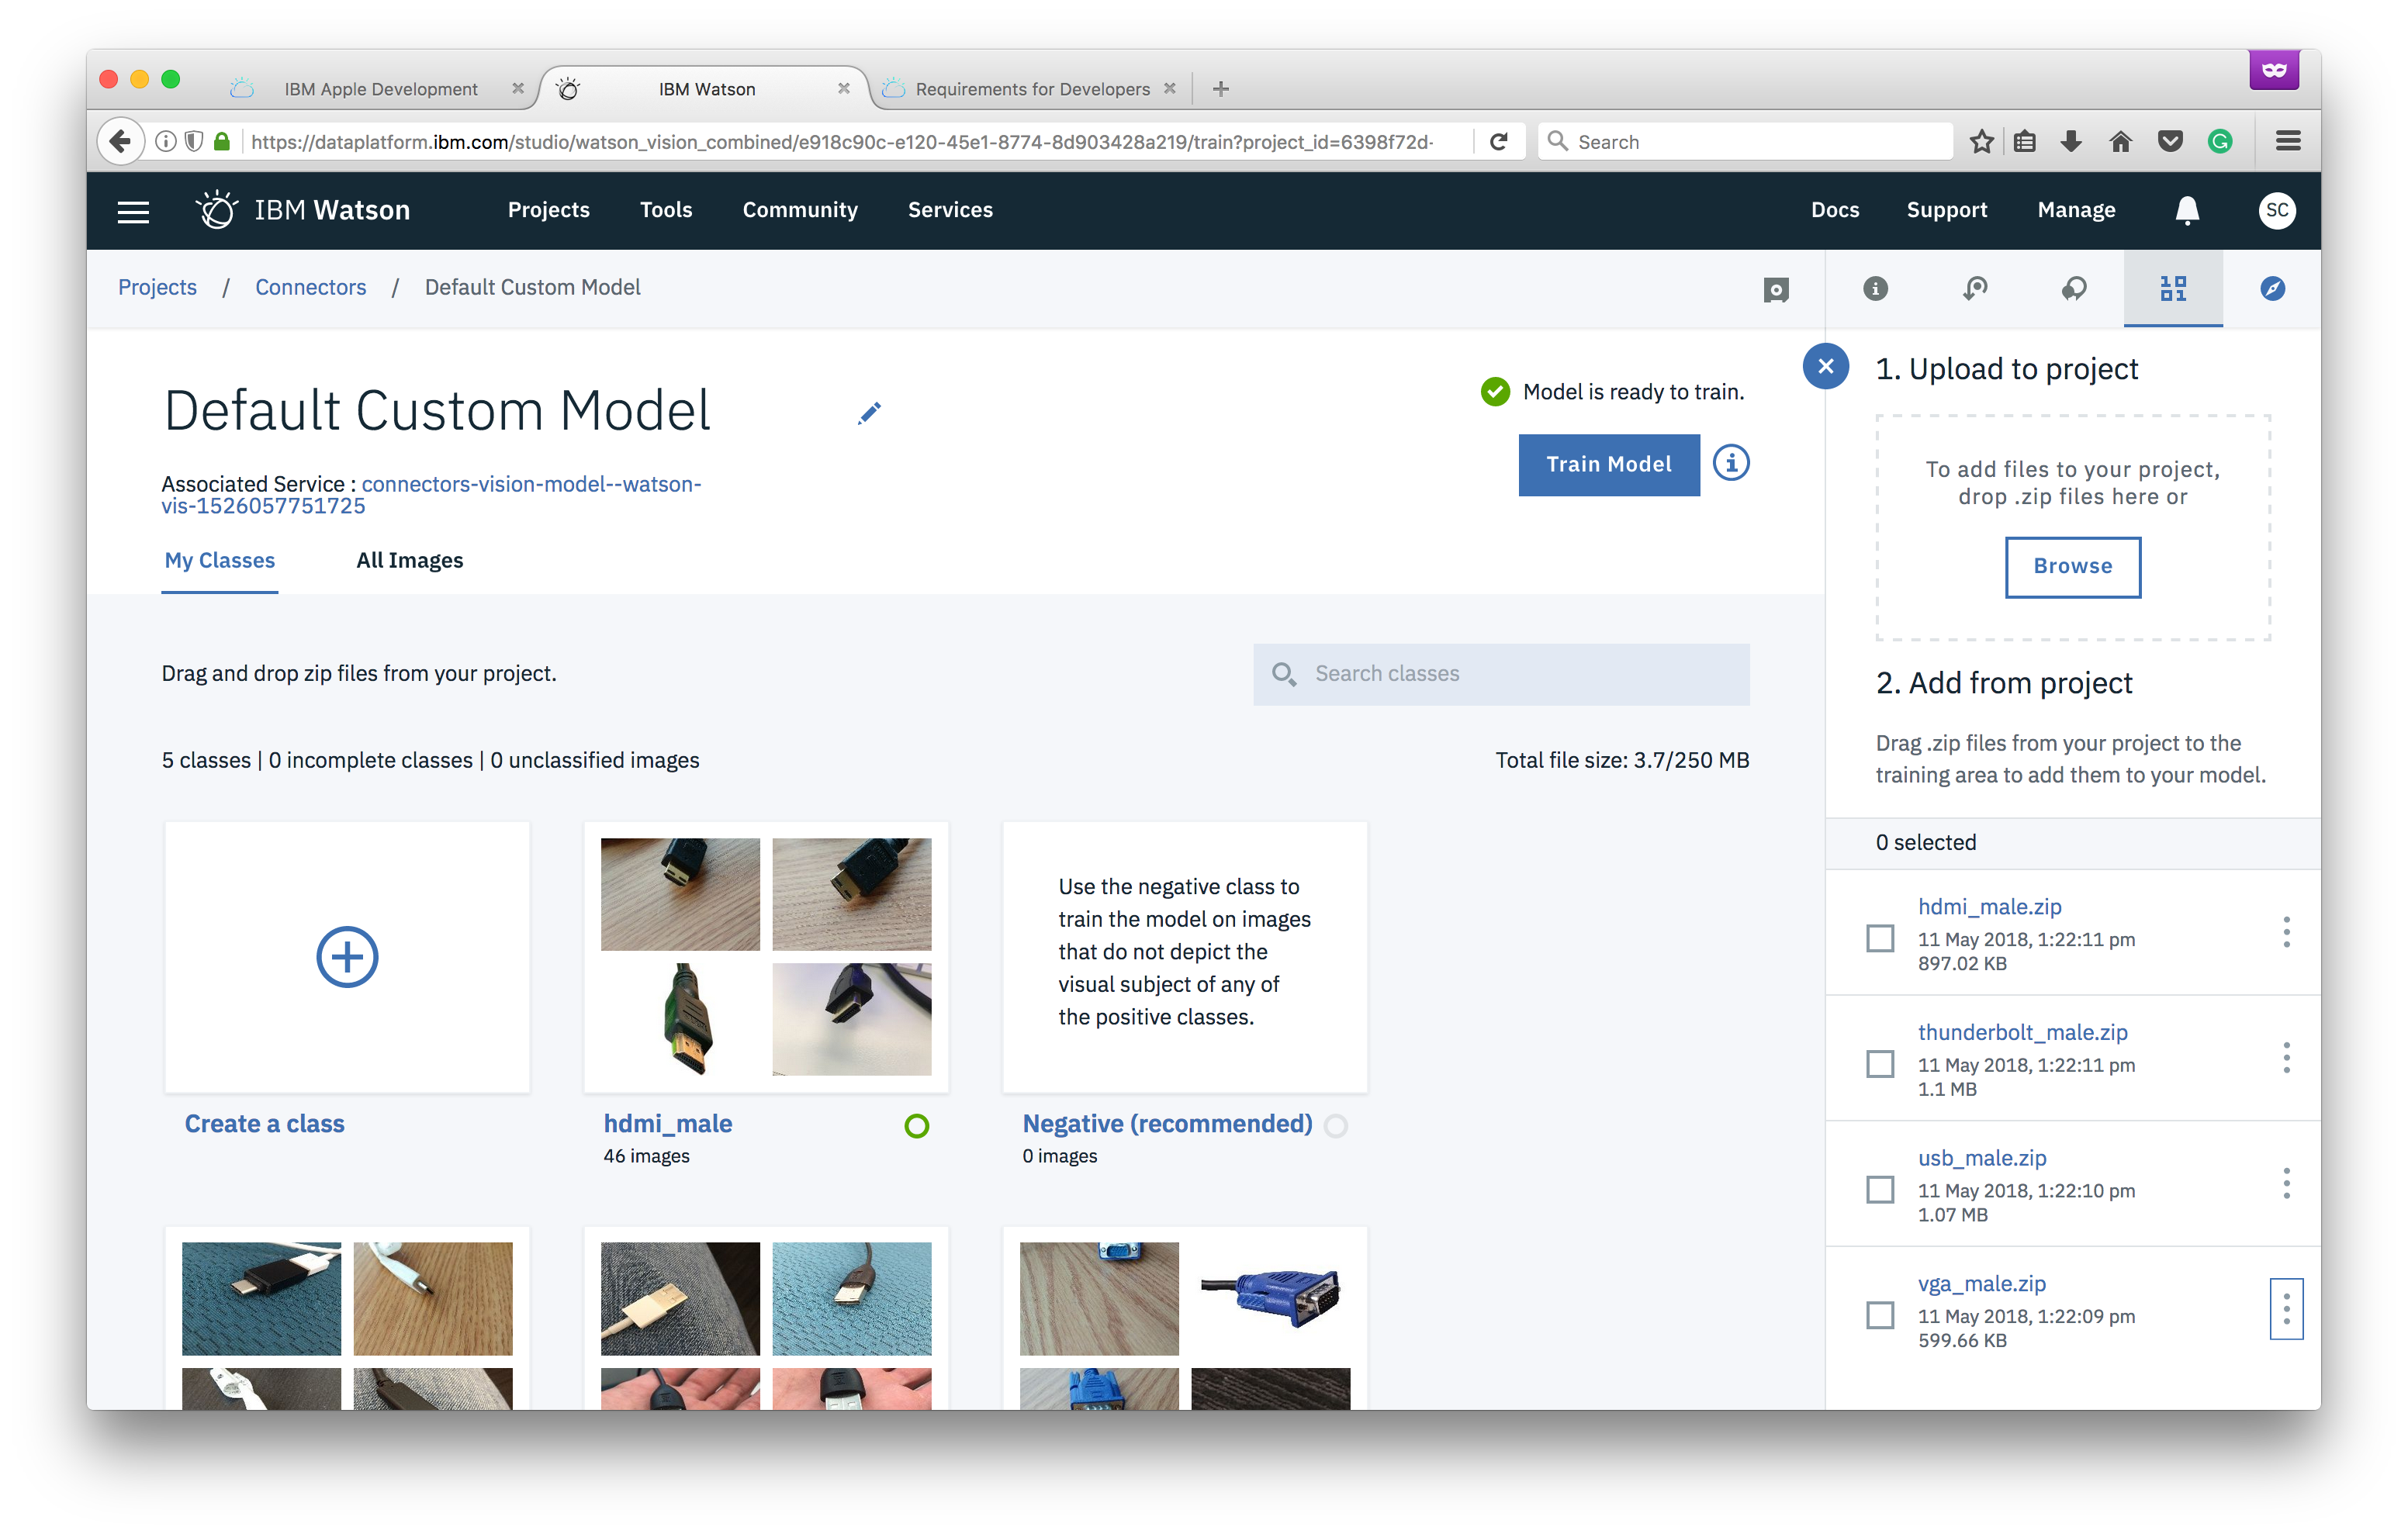 IBM Apple Development
IBM Watson
Requirements for Developers
https://dataplatform.ibm.com/studio/watson_vision_combined/e918c90c-e120-45e1-8774-8d903428a219/train?project_id=6398f72d-
Search
IBM Watson
Projects
Tools
Community
Services
Docs
Support
Manage
SC
Projects / Connectors / Default Custom Model
Default Custom Model
Model is ready to train.
Train Model
Associated Service : connectors-vision-model--watson-
vis-1526057751725
My Classes
All Images
Drag and drop zip files from your project.
Search classes
5 classes | 0 incomplete classes | 0 unclassified images
Total file size: 3.7/250 MB
Create a class
hdmi_male
46 images
Use the negative class to
train the model on images
that do not depict the
visual subject of any of
the positive classes.
Negative (recommended)
0 images
1. Upload to project
To add files to your project,
drop .zip files here or
Browse
2. Add from project
Drag .zip files from your project to the
training area to add them to your model.
0 selected
hdmi_male.zip
11 May 2018, 1:22:11 pm
897.02 KB
thunderbolt_male.zip
11 May 2018, 1:22:11 pm
1.1 MB
usb_male.zip
11 May 2018, 1:22:10 pm
1.07 MB
vga_male.zip
11 May 2018, 1:22:09 pm
599.66 KB